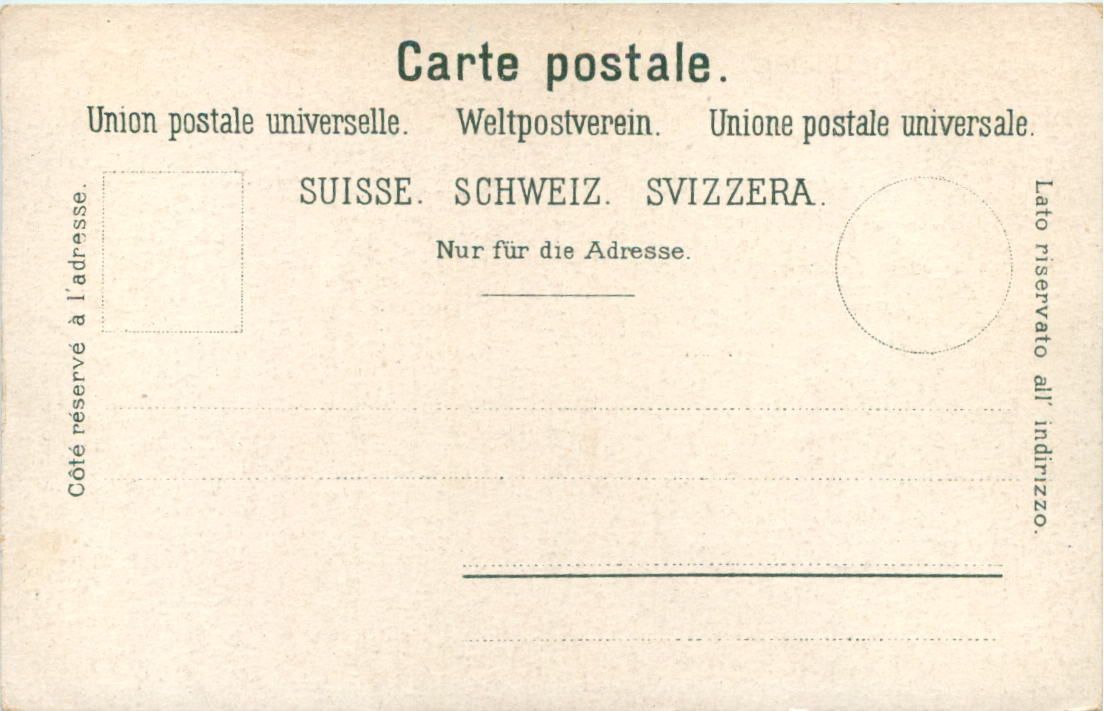 Carte postale.
Union postale universelle. Weltpostverein. Unione postale universale.
SUISSE. SCHWEIZ. SVIZZERA.
Nur für die Adresse.
Côté réservé à l'adresse.
Lato riservato all' indirizzo.